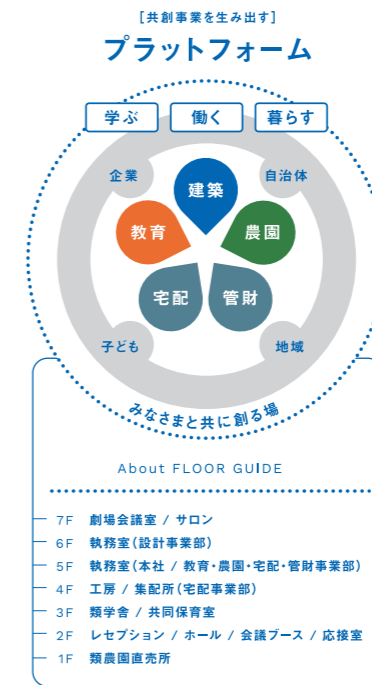 [共創事業を生み出す]
プラットフォーム
学ぶ 働く 暮らす
企業 自治体
建築
教育 農園
宅配 管財
子ども 地域
みなさまと共に創る場
About FLOOR GUIDE
7F 劇場会議室 / サロン
6F 執務室(設計事業部)
5F 執務室(本社 / 教育・農園・宅配・管財事業部)
4F 工房 / 集配所(宅配事業部)
3F 類学舎 / 共同保育室
2F レセプション / ホール / 会議ブース / 応接室
1F 類農園直売所